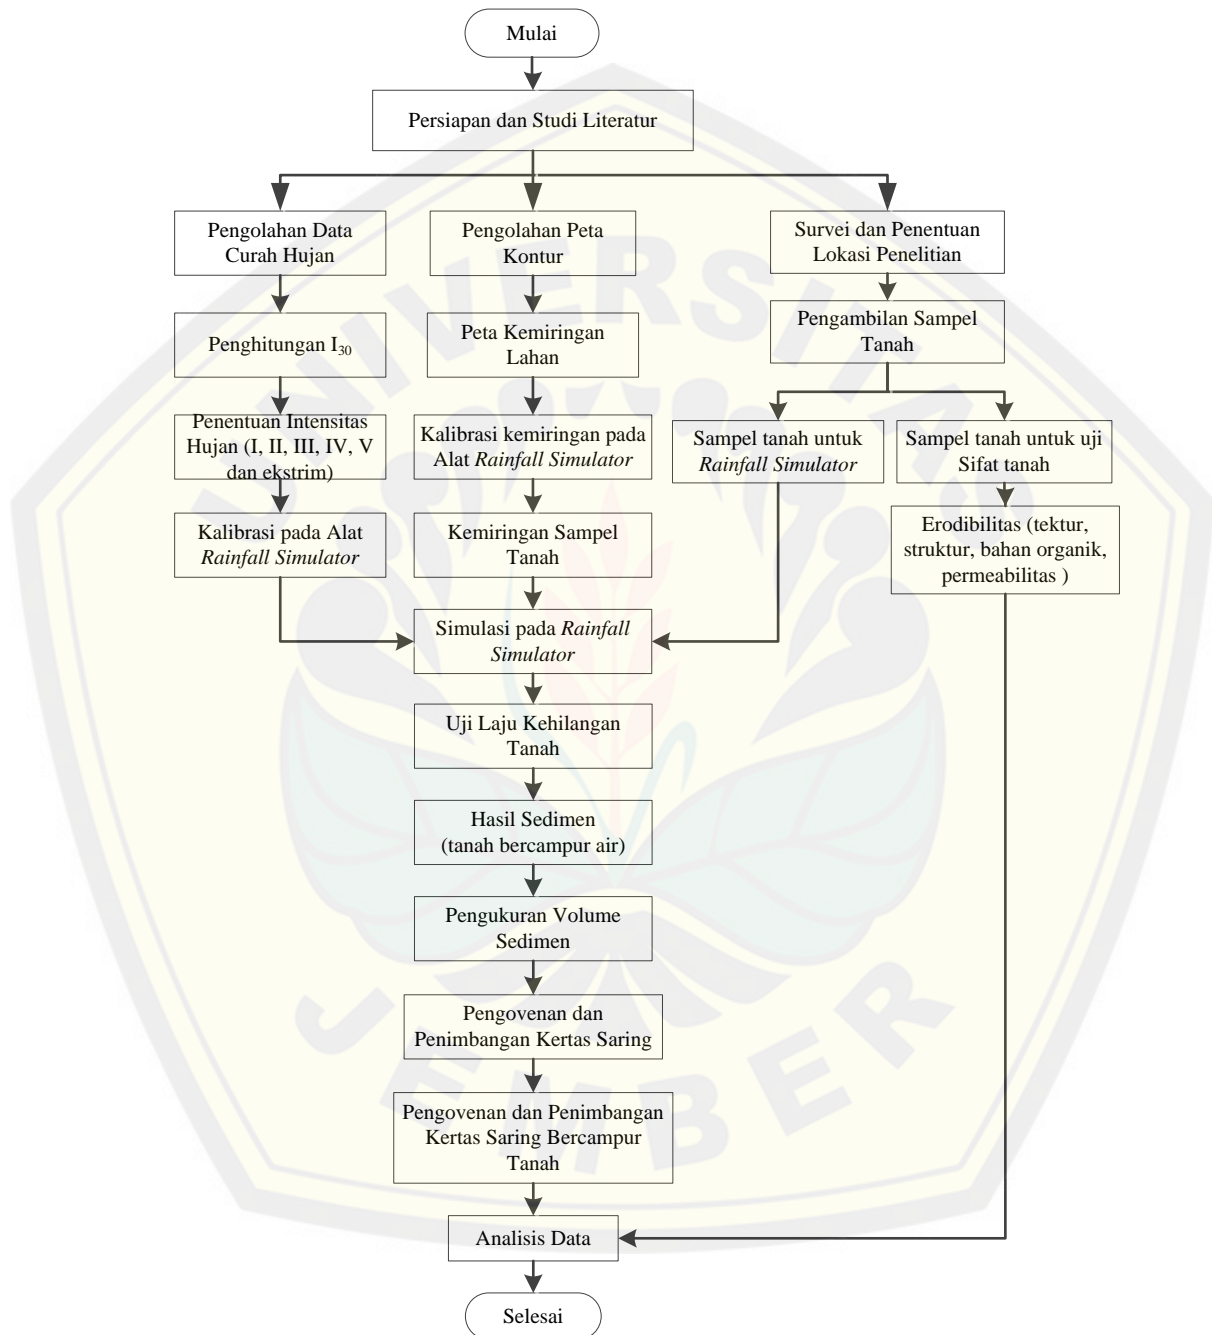 Mulai
Persiapan dan Studi Literatur
Pengolahan Data
Curah Hujan
Pengolahan Peta
Kontur
Survei dan Penentuan
Lokasi Penelitian
Penghitungan I₃₀
Peta Kemiringan
Lahan
Pengambilan Sampel
Tanah
Penentuan Intensitas
Hujan (I, II, III, IV, V
dan ekstrim)
Kalibrasi kemiringan pada
Alat Rainfall Simulator
Sampel tanah untuk
Rainfall Simulator
Sampel tanah untuk uji
Sifat tanah
Kalibrasi pada Alat
Rainfall Simulator
Kemiringan Sampel
Tanah
Erodibilitas (tektur,
struktur, bahan organik,
permeabilitas )
Simulasi pada Rainfall
Simulator
Uji Laju Kehilangan
Tanah
Hasil Sedimen
(tanah bercampur air)
Pengukuran Volume
Sedimen
Pengovenan dan
Penimbangan Kertas Saring
Pengovenan dan Penimbangan
Kertas Saring Bercampur
Tanah
Analisis Data
Selesai
UNIVERSITAS
JEMBER